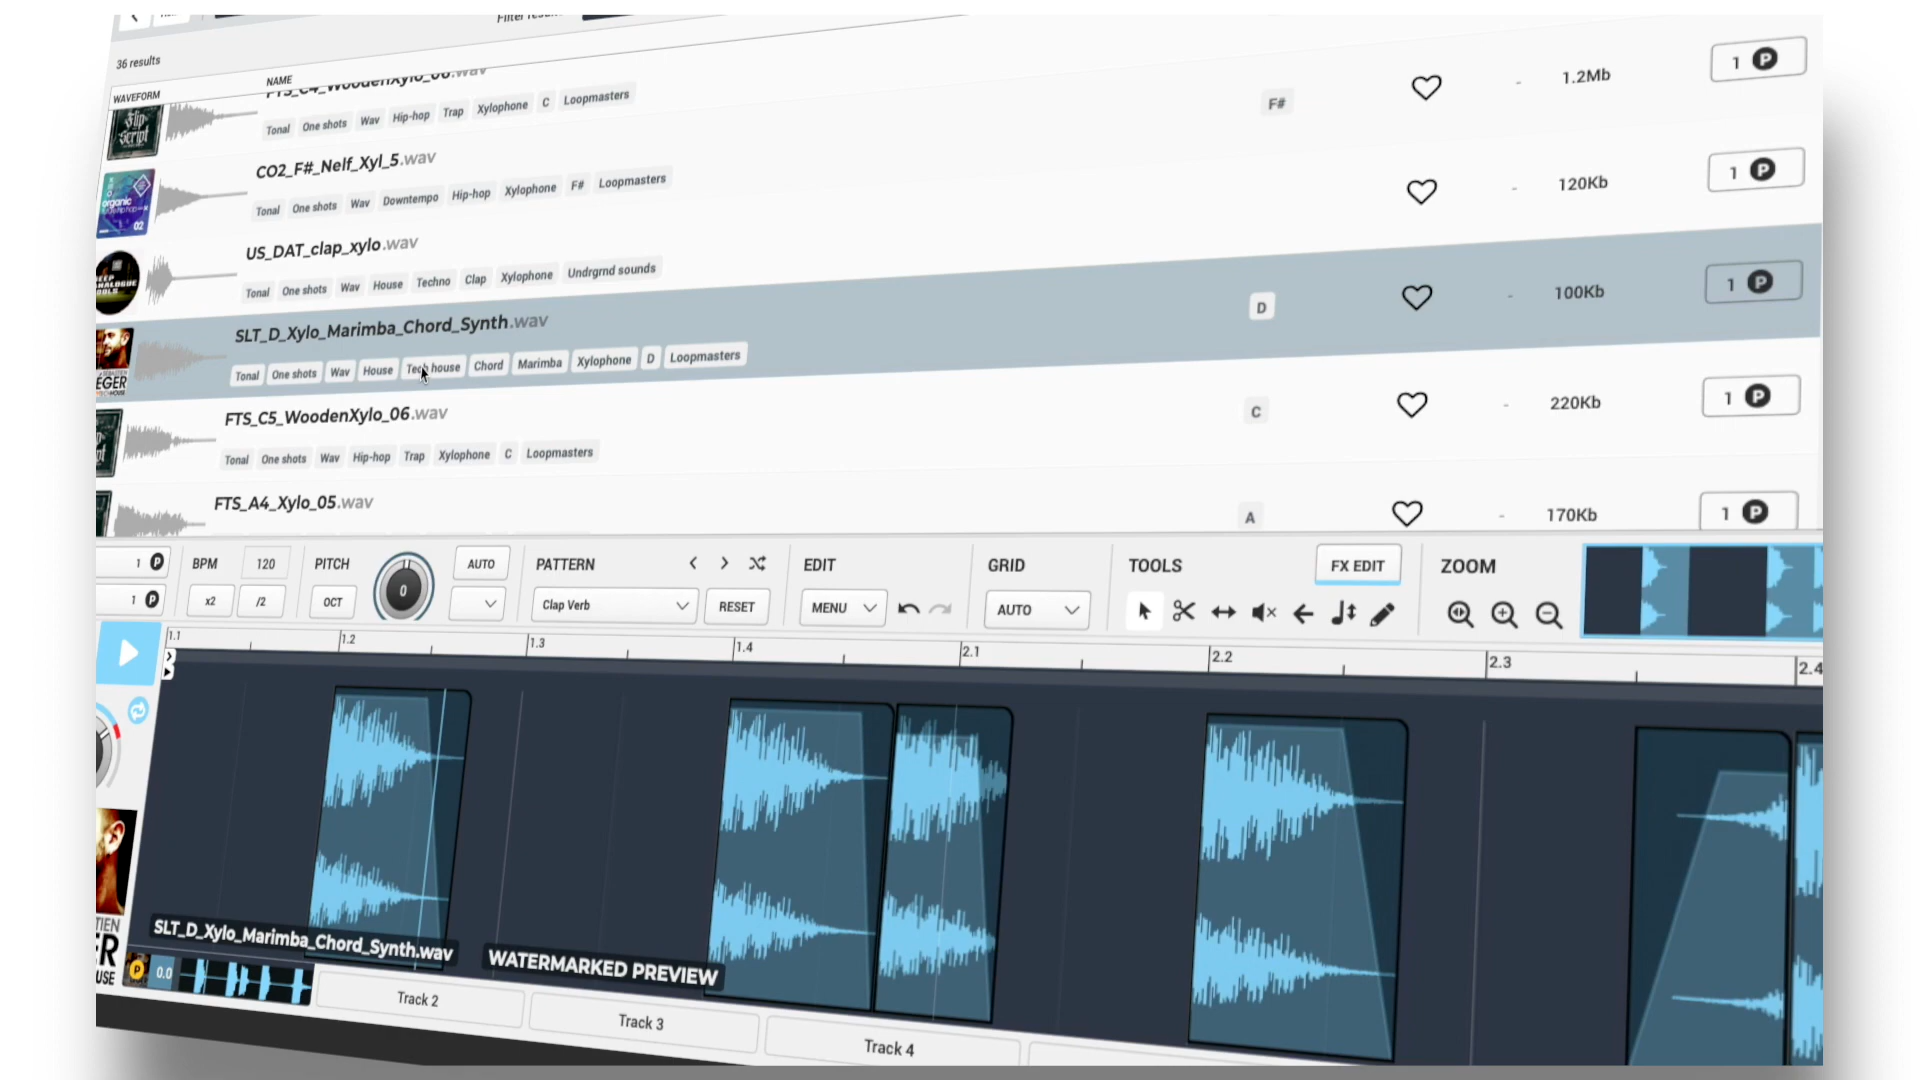 36 results
WAVEFORM
NAME
FTS_C4_WoodenXylo_06.wav
Tonal One shots Wav Hip-hop Trap Xylophone C Loopmasters
F# - 1.2Mb 1 P
CO2_F#_Nelf_Xyl_5.wav
Tonal One shots Wav Downtempo Hip-hop Xylophone F# Loopmasters
- 120Kb 1 P
US_DAT_clap_xylo.wav
Tonal One shots Wav House Techno Clap Xylophone Undrgrnd sounds
SLT_D_Xylo_Marimba_Chord_Synth.wav
Tonal One shots Wav House Tech house Chord Marimba Xylophone D Loopmasters
D - 100Kb 1 P
FTS_C5_WoodenXylo_06.wav
Tonal One shots Wav Hip-hop Trap Xylophone C Loopmasters
C - 220Kb 1 P
FTS_A4_Xylo_05.wav
A - 170Kb 1 P
Flip
Script
organic
02
1 P BPM 120 PITCH 0 AUTO PATTERN EDIT GRID TOOLS FX EDIT ZOOM
1 P x2 /2 OCT Clap Verb RESET MENU AUTO
1.1 1.2 1.3 1.4 2.1 2.2 2.3 2.4
SLT_D_Xylo_Marimba_Chord_Synth.wav
WATERMARKED PREVIEW
P 0.0
Track 2
Track 3
Track 4